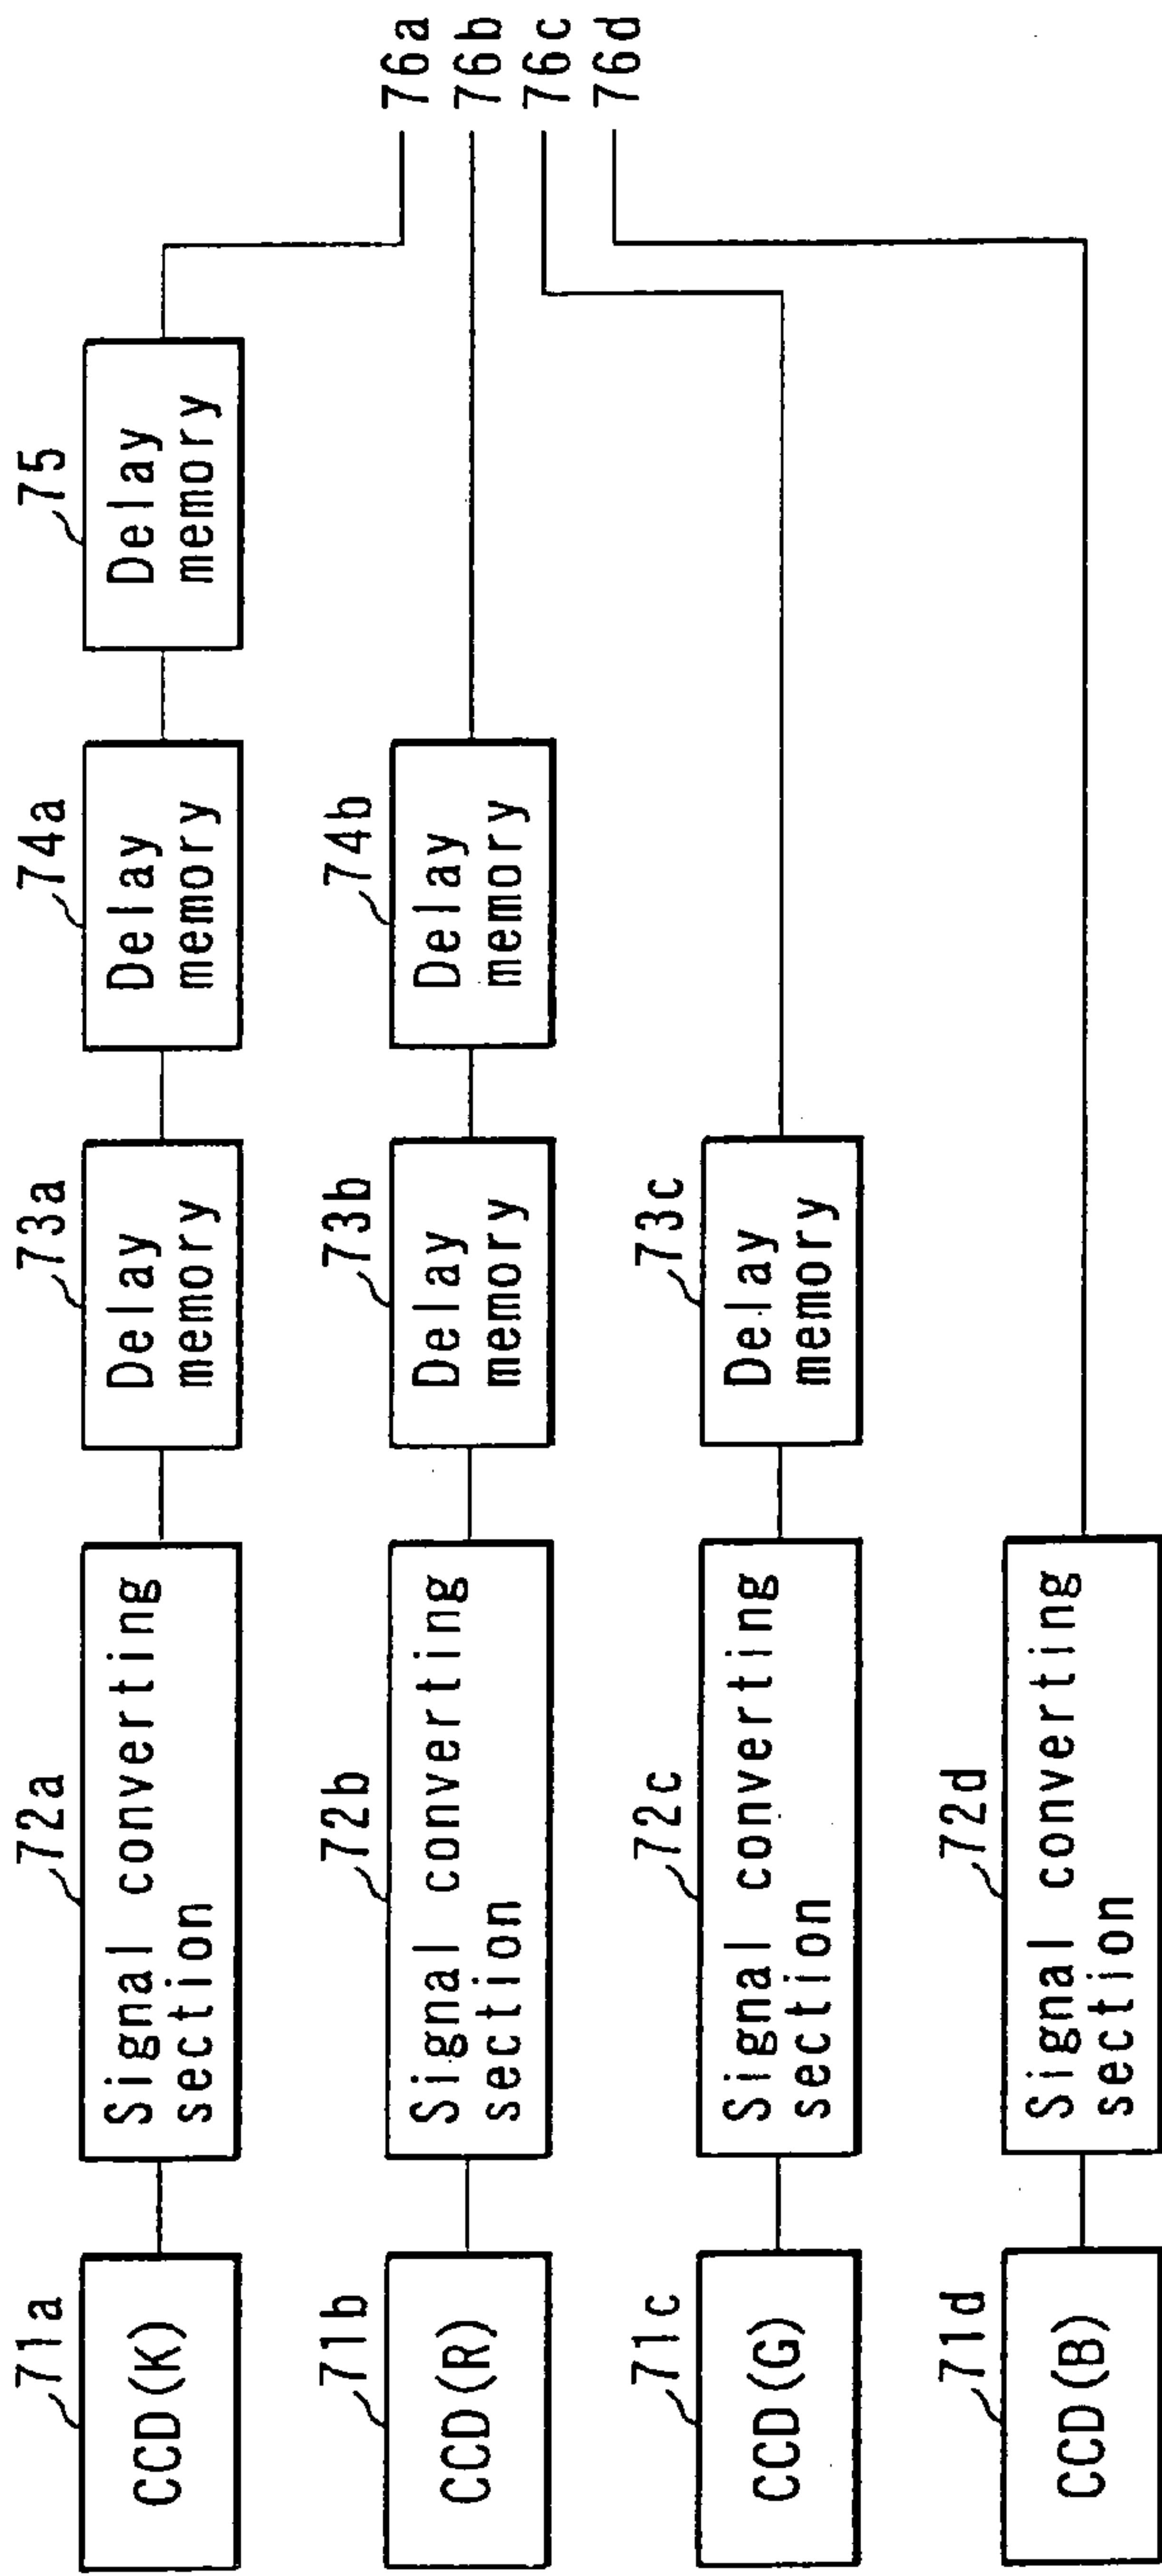 71a
CCD(K)
72a
Signal converting
section
73a
Delay
memory
74a
Delay
memory
75
Delay
memory
76a
71b
CCD(R)
72b
Signal converting
section
73b
Delay
memory
74b
Delay
memory
76b
71c
CCD(G)
72c
Signal converting
section
73c
Delay
memory
76c
71d
CCD(B)
72d
Signal converting
section
76d